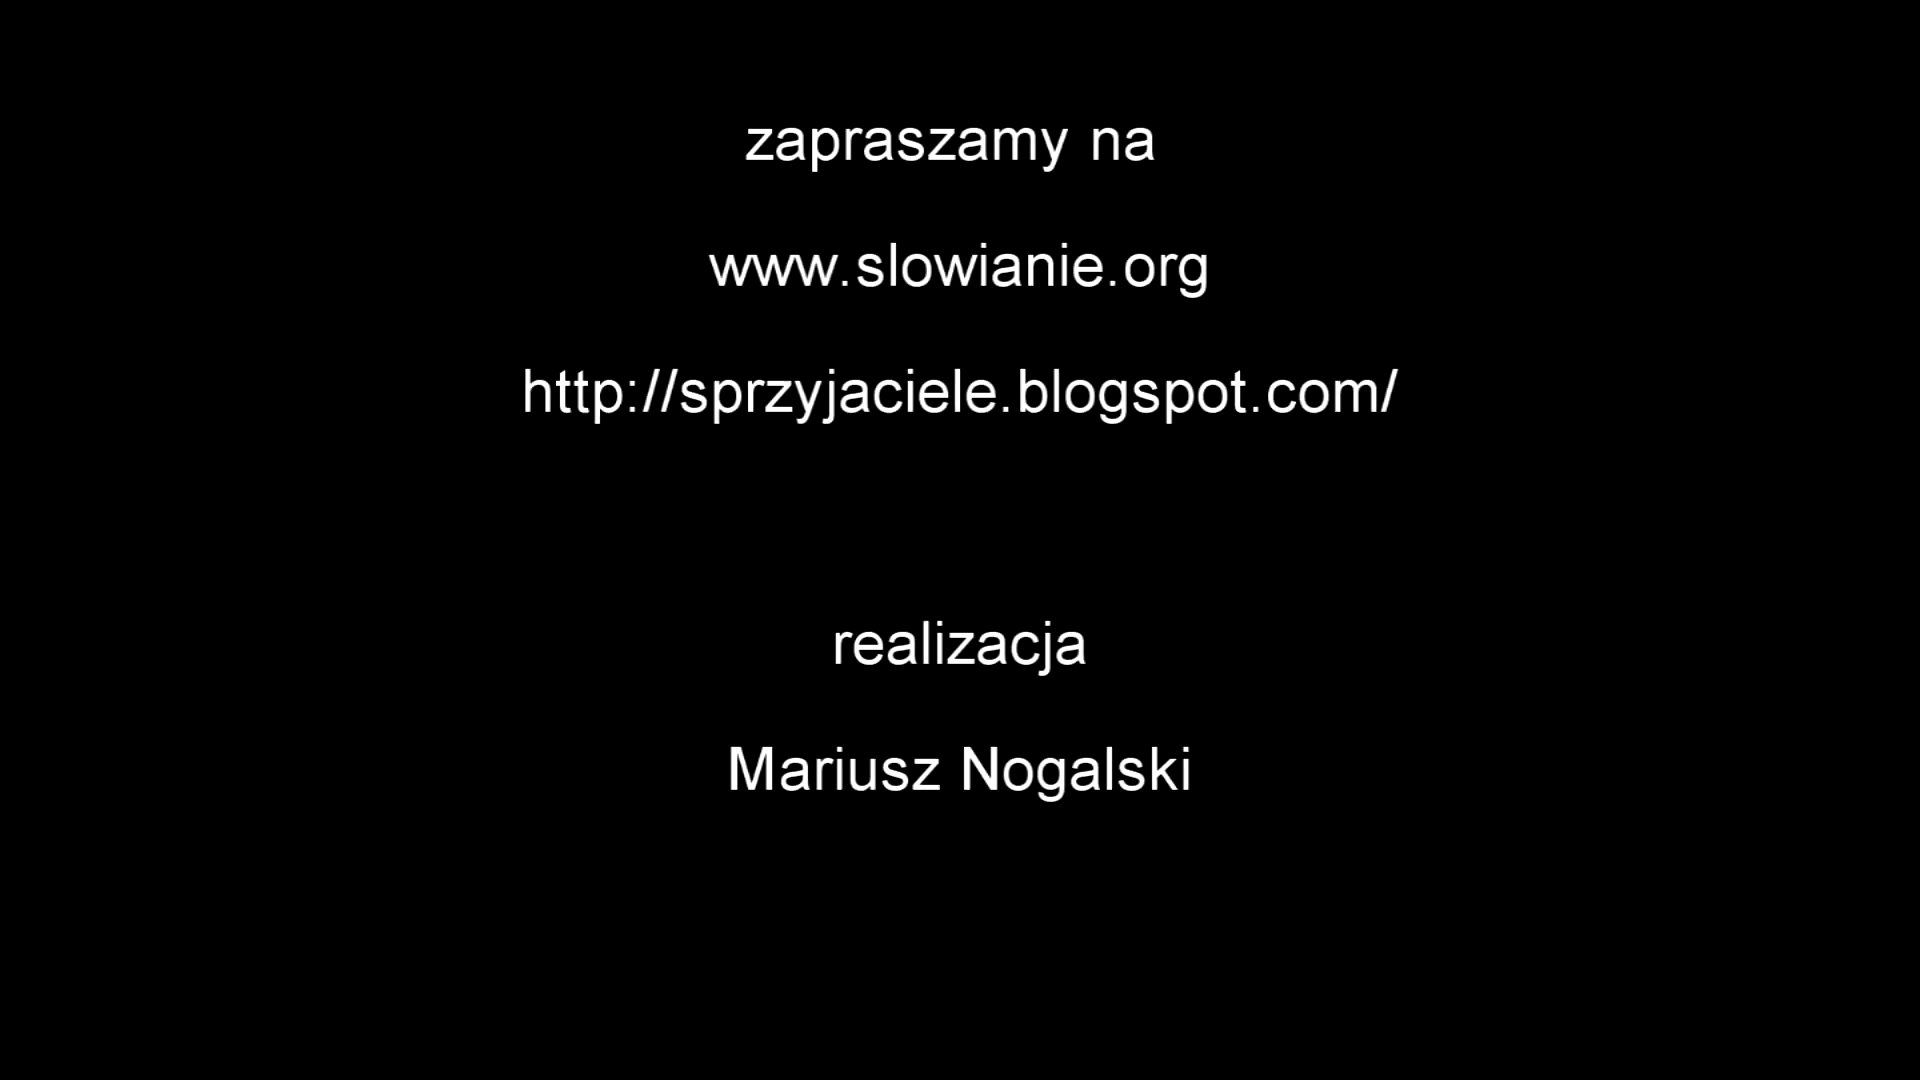 zapraszamy na
www.slowianie.org
http://sprzyjaciele.blogspot.com/
realizacja
Mariusz Nogalski